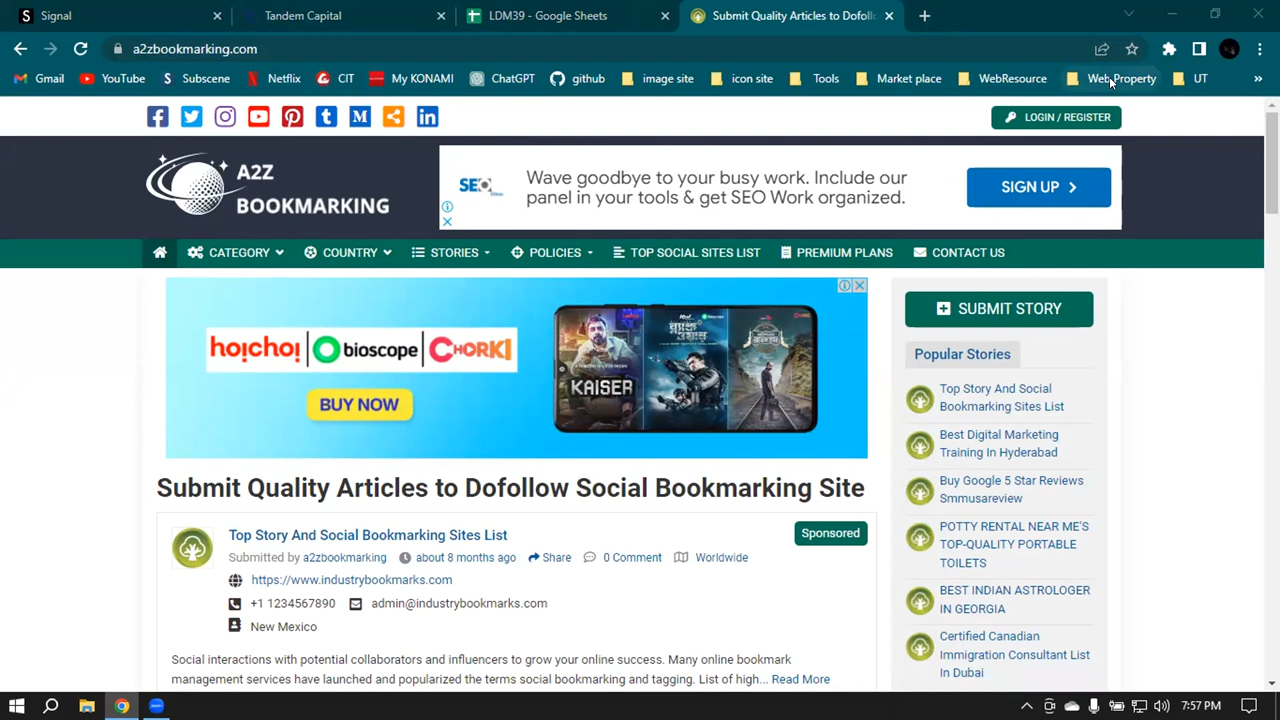 Signal
Tandem Capital
LDM39 - Google Sheets
Submit Quality Articles to Dofollo
a2zbookmarking.com
Gmail
YouTube
Subscene
Netflix
CIT
My KONAMI
ChatGPT
github
image site
icon site
Tools
Market place
WebResource
Web Property
UT
LOGIN / REGISTER
A2Z
BOOKMARKING
SEO
Wave goodbye to your busy work. Include our
panel in your tools & get SEO Work organized.
SIGN UP
CATEGORY
COUNTRY
STORIES
POLICIES
TOP SOCIAL SITES LIST
PREMIUM PLANS
CONTACT US
hoichoi
bioscope
CHORKI
BUY NOW
KAISER
SUBMIT STORY
Popular Stories
Top Story And Social
Bookmarking Sites List
Best Digital Marketing
Training In Hyderabad
Buy Google 5 Star Reviews
Smmusareview
POTTY RENTAL NEAR ME'S
TOP-QUALITY PORTABLE
TOILETS
BEST INDIAN ASTROLOGER
IN GEORGIA
Certified Canadian
Immigration Consultant List
In Dubai
Submit Quality Articles to Dofollow Social Bookmarking Site
Top Story And Social Bookmarking Sites List
Sponsored
Submitted by a2zbookmarking about 8 months ago Share 0 Comment Worldwide
https://www.industrybookmarks.com
+1 1234567890 admin@industrybookmarks.com
New Mexico
Social interactions with potential collaborators and influencers to grow your online success. Many online bookmark
management services have launched and popularized the terms social bookmarking and tagging. List of high... Read More
7:57 PM